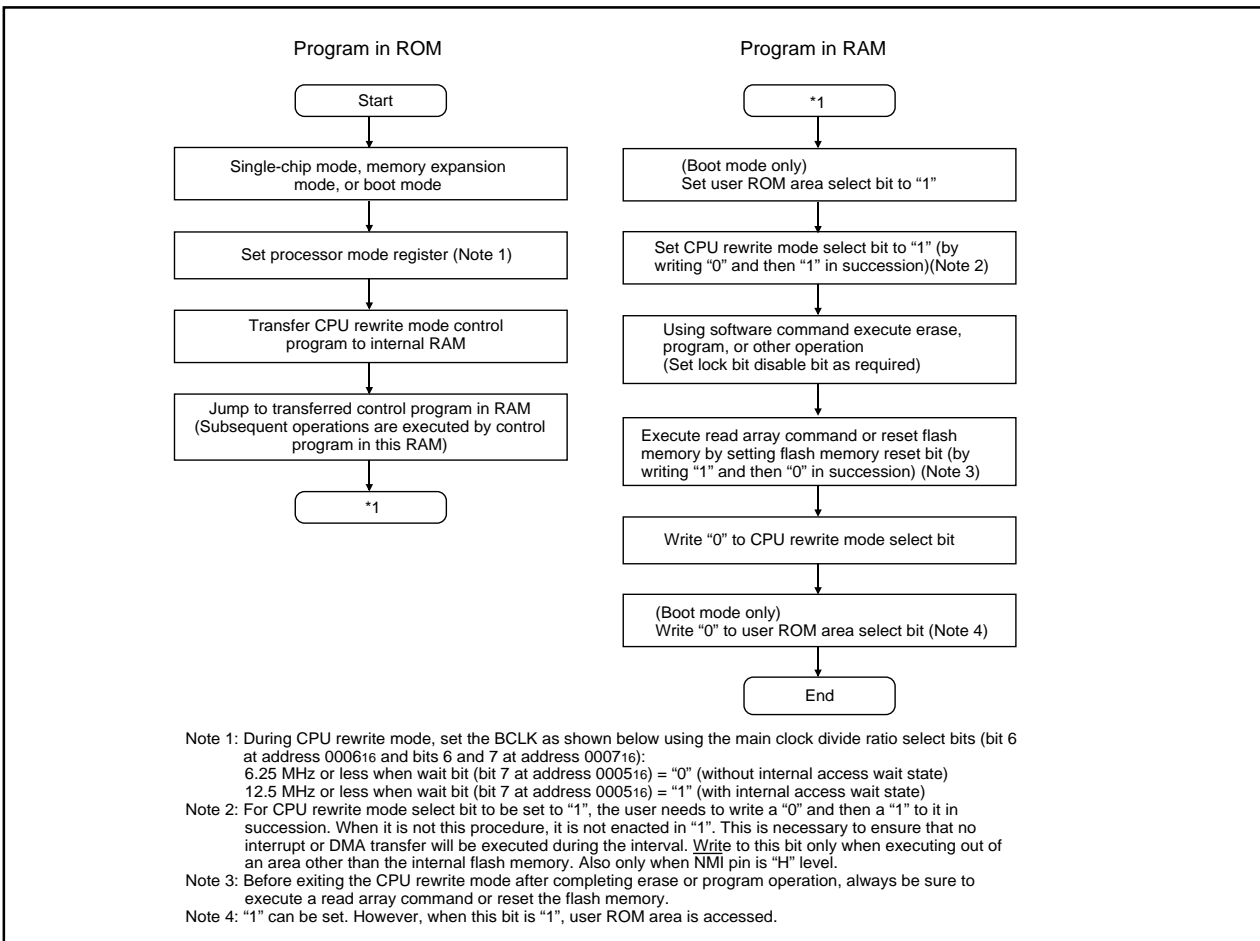 Program in ROM
Start
Single-chip mode, memory expansion
mode, or boot mode
Set processor mode register (Note 1)
Transfer CPU rewrite mode control
program to internal RAM
Jump to transferred control program in RAM
(Subsequent operations are executed by control
program in this RAM)
*1
Program in RAM
*1
(Boot mode only)
Set user ROM area select bit to “1”
Set CPU rewrite mode select bit to “1” (by
writing “0” and then “1” in succession)(Note 2)
Using software command execute erase,
program, or other operation
(Set lock bit disable bit as required)
Execute read array command or reset flash
memory by setting flash memory reset bit (by
writing “1” and then “0” in succession) (Note 3)
Write “0” to CPU rewrite mode select bit
(Boot mode only)
Write “0” to user ROM area select bit (Note 4)
End
Note 1: During CPU rewrite mode, set the BCLK as shown below using the main clock divide ratio select bits (bit 6
at address 000616 and bits 6 and 7 at address 000716):
6.25 MHz or less when wait bit (bit 7 at address 000516) = “0” (without internal access wait state)
12.5 MHz or less when wait bit (bit 7 at address 000516) = “1” (with internal access wait state)
Note 2: For CPU rewrite mode select bit to be set to “1”, the user needs to write a “0” and then a “1” to it in
succession. When it is not this procedure, it is not enacted in “1”. This is necessary to ensure that no
interrupt or DMA transfer will be executed during the interval. Write to this bit only when executing out of
an area other than the internal flash memory. Also only when NMI pin is “H” level.
Note 3: Before exiting the CPU rewrite mode after completing erase or program operation, always be sure to
execute a read array command or reset the flash memory.
Note 4: “1” can be set. However, when this bit is “1”, user ROM area is accessed.